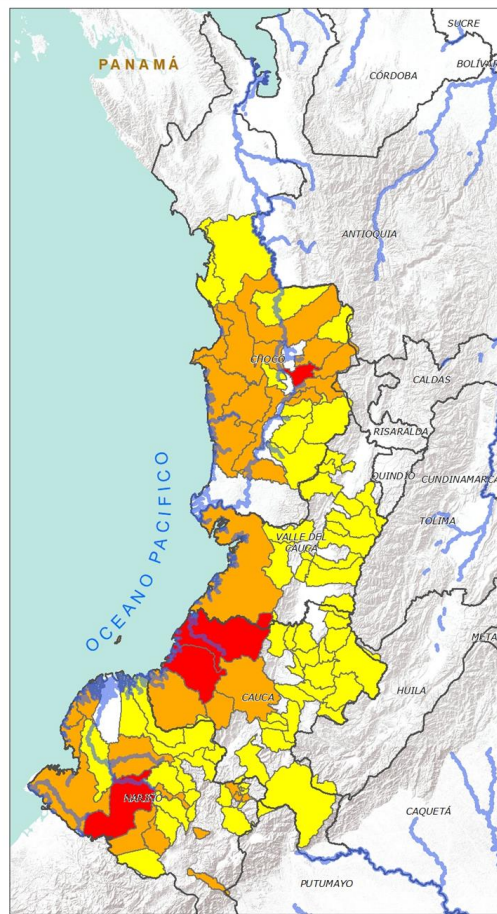 SUCRE
PANAMÁ
BOLÍVAR
CÓRDOBA
ANTIOQUIA
CHOCÓ
CALDAS
RISARALDA
QUINDIO
CUNDINAMARCA
TOLIMA
VALLE DEL
CAUCA
OCEANO PACIFICO
META
HUILA
CAUCA
NARIÑO
CAQUETÁ
PUTUMAYO